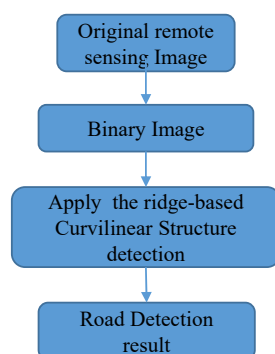 Original remote
sensing Image
Binary Image
Apply the ridge-based
Curvilinear Structure
detection
Road Detection
result